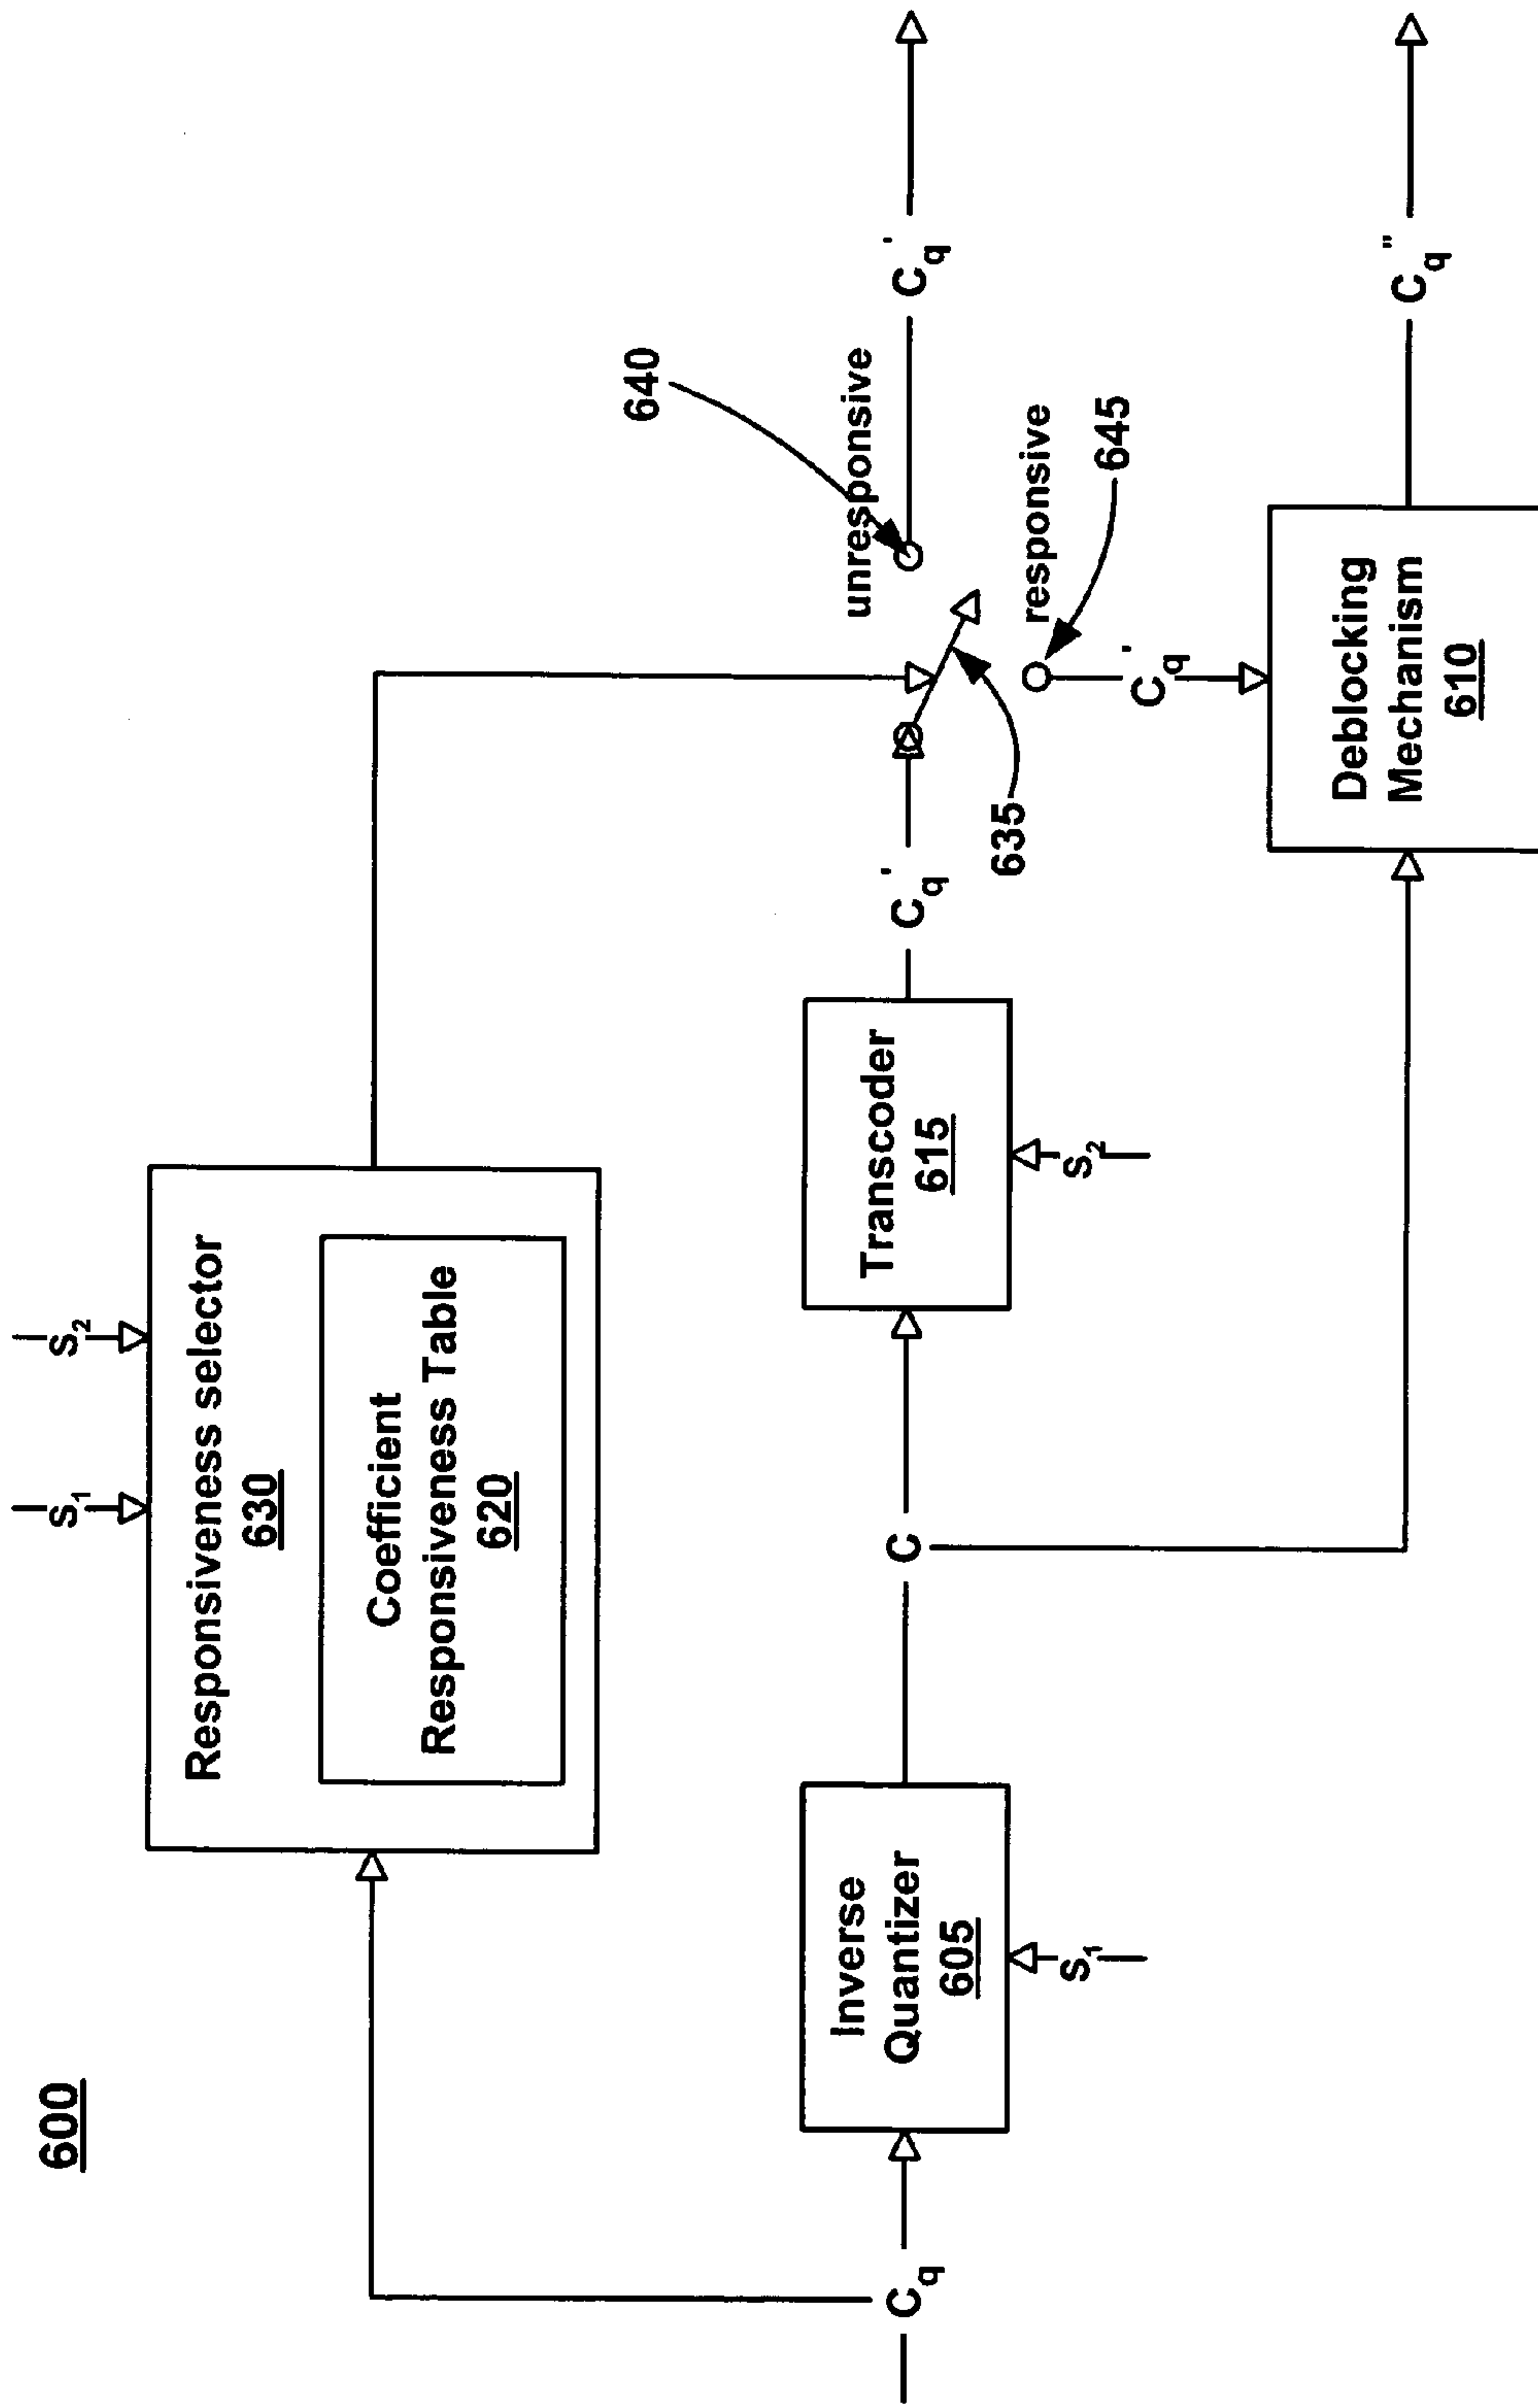 600
S1
S2
Responsiveness selector
630
Coefficient
Responsiveness Table
620
Cq
Inverse
Quantizer
605
S1
C
Transcoder
615
S2
Cq'
635
640
unresponsive
Cq'
responsive
645
Cq'
Deblocking
Mechanism
610
Cq"